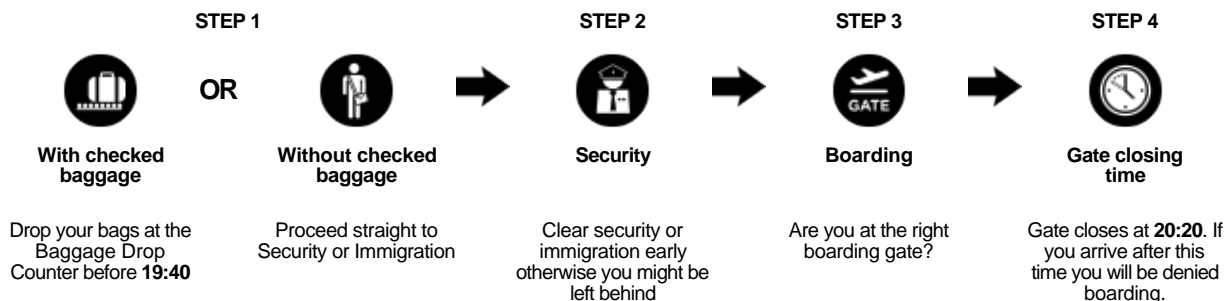 STEP 1
STEP 2
STEP 3
STEP 4
OR
GATE
With checked
baggage
Without checked
baggage
Security
Boarding
Gate closing
time
Drop your bags at the
Baggage Drop
Counter before 19:40
Proceed straight to
Security or Immigration
Clear security or
immigration early
otherwise you might be
left behind
Are you at the right
boarding gate?
Gate closes at 20:20. If
you arrive after this
time you will be denied
boarding.